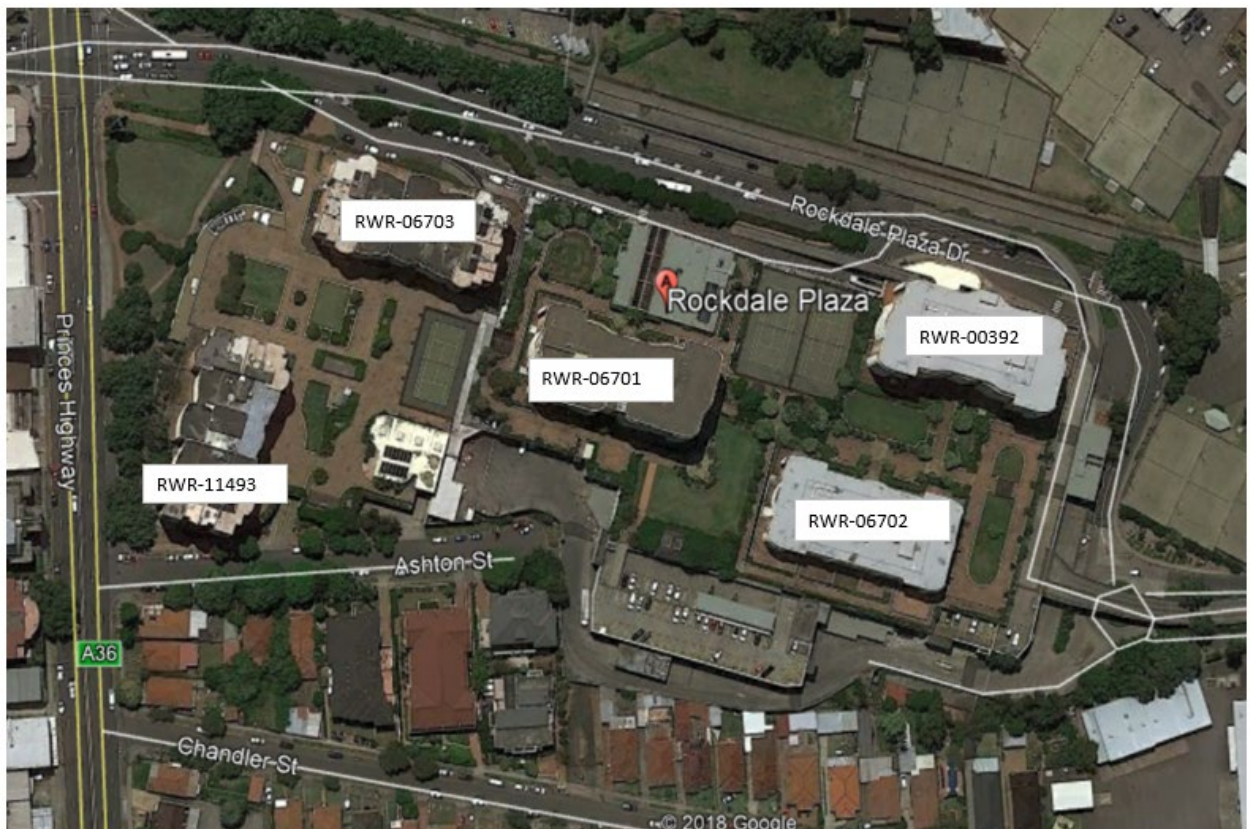 RWR-06703
Rockdale Plaza Dr
A
Rockdale Plaza
RWR-00392
Princes Highway
RWR-06701
RWR-11493
RWR-06702
Ashton St
A36
Chandler St
© 2018 Google